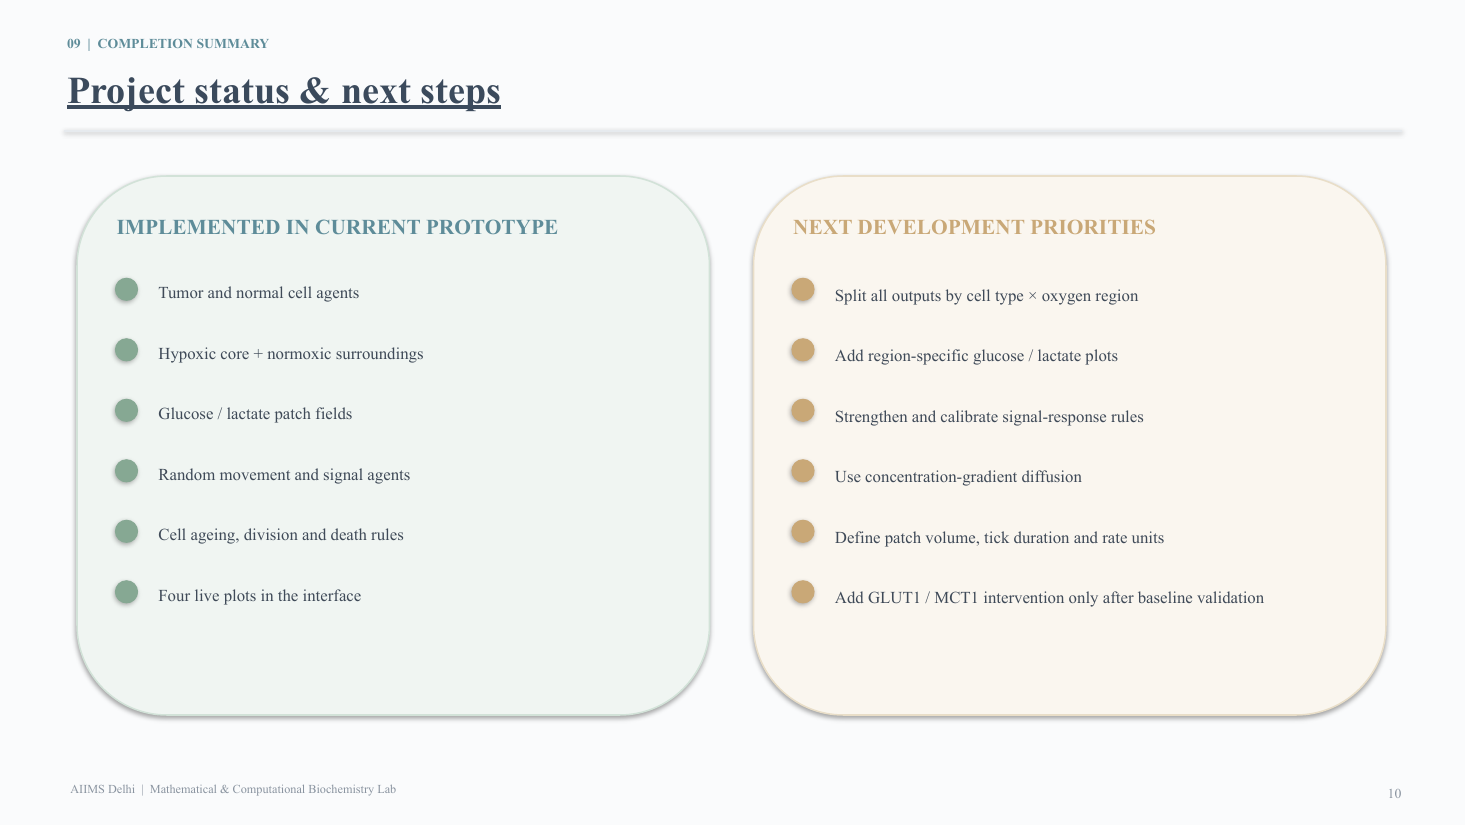 09 | COMPLETION SUMMARY
Project status & next steps
IMPLEMENTED IN CURRENT PROTOTYPE
Tumor and normal cell agents
Hypoxic core + normoxic surroundings
Glucose / lactate patch fields
Random movement and signal agents
Cell ageing, division and death rules
Four live plots in the interface
NEXT DEVELOPMENT PRIORITIES
Split all outputs by cell type × oxygen region
Add region-specific glucose / lactate plots
Strengthen and calibrate signal-response rules
Use concentration-gradient diffusion
Define patch volume, tick duration and rate units
Add GLUT1 / MCT1 intervention only after baseline validation
AIIMS Delhi | Mathematical & Computational Biochemistry Lab
10